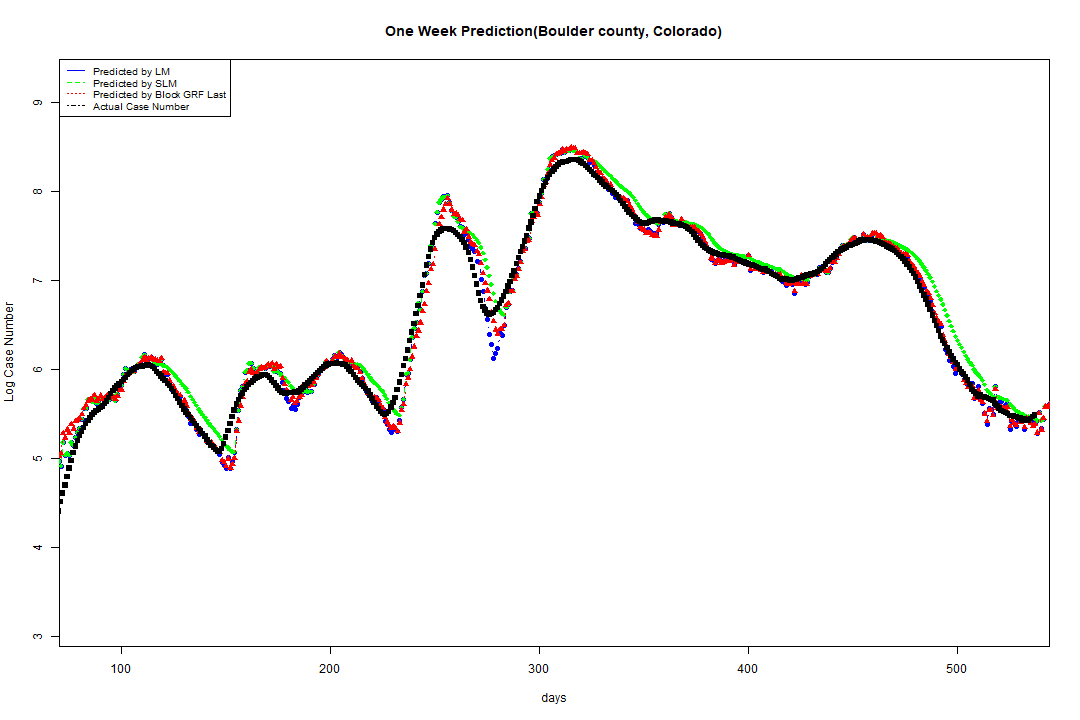 One Week Prediction(Boulder county, Colorado)
Predicted by LM
Predicted by SLM
Predicted by Block GRF Last
Actual Case Number
9
8
7
6
5
4
3
Log Case Number
100 200 300 400 500
days